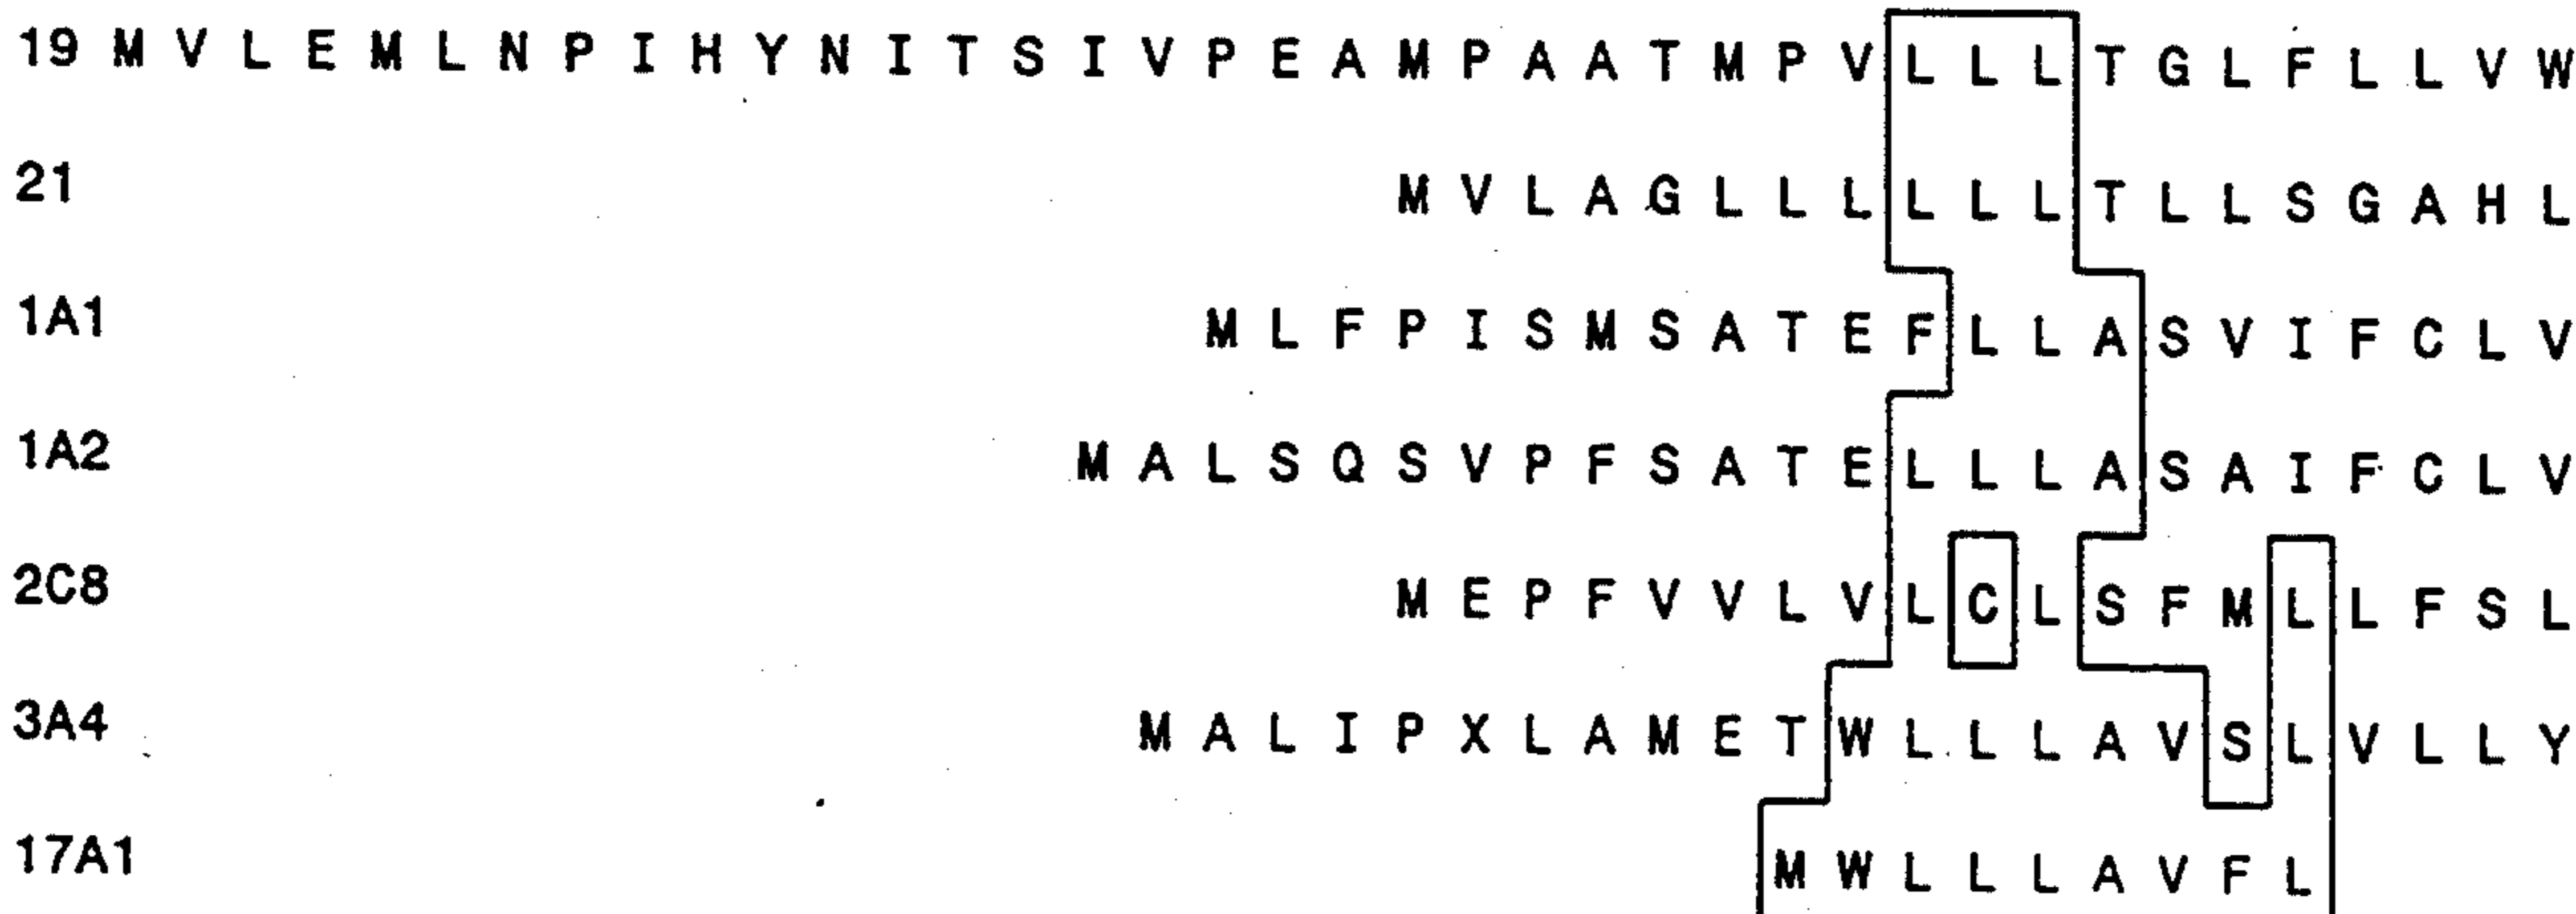 19 M V L E M L N P I H Y N I T S I V P E A M P A A T M P V L L L T G L F L L V W
21 M V L A G L L L L L L T L L S G A H L
1A1 M L F P I S M S A T E F L L A S V I F C L V
1A2 M A L S Q S V P F S A T E L L L A S A I F C L V
2C8 M E P F V V L V L C L S F M L L F S L
3A4 M A L I P X L A M E T W L L L A V S L V L L Y
17A1 M W L L L A V F L